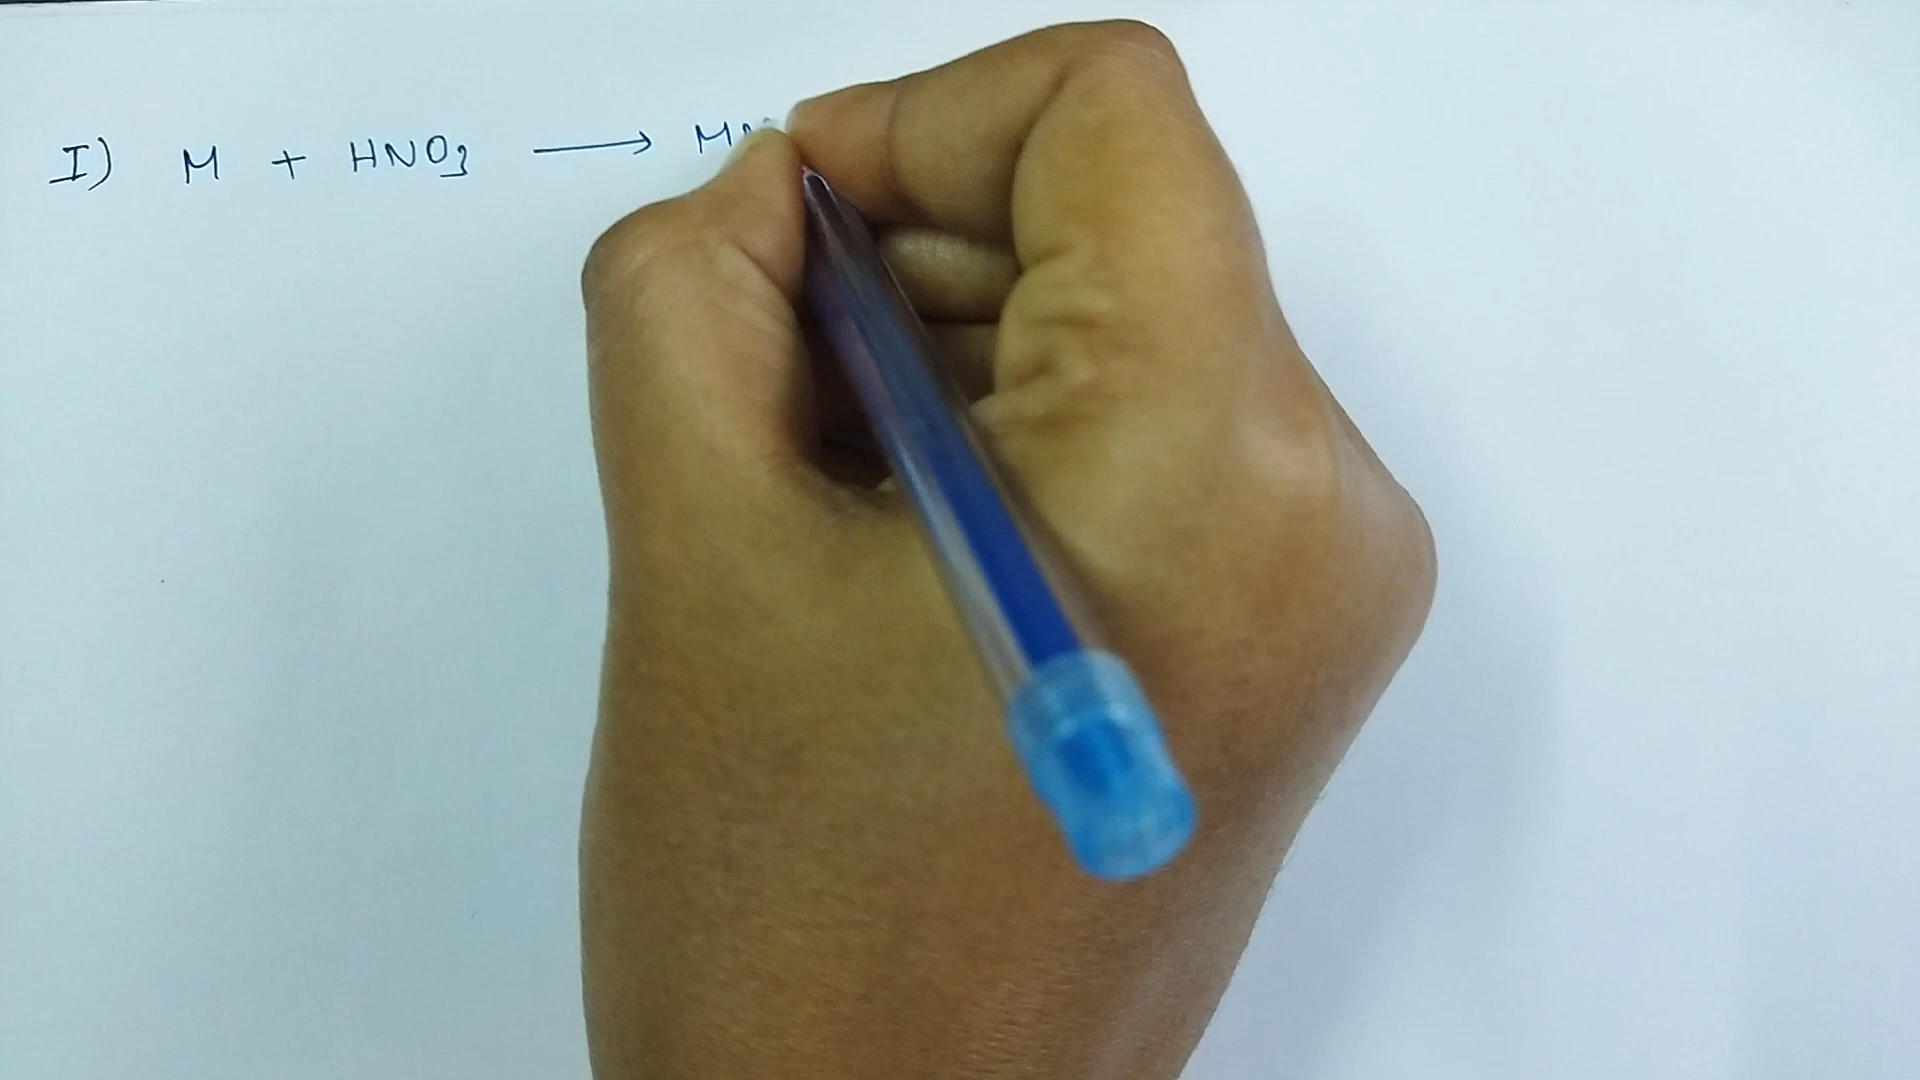 I) M + HNO3 ⟶ M